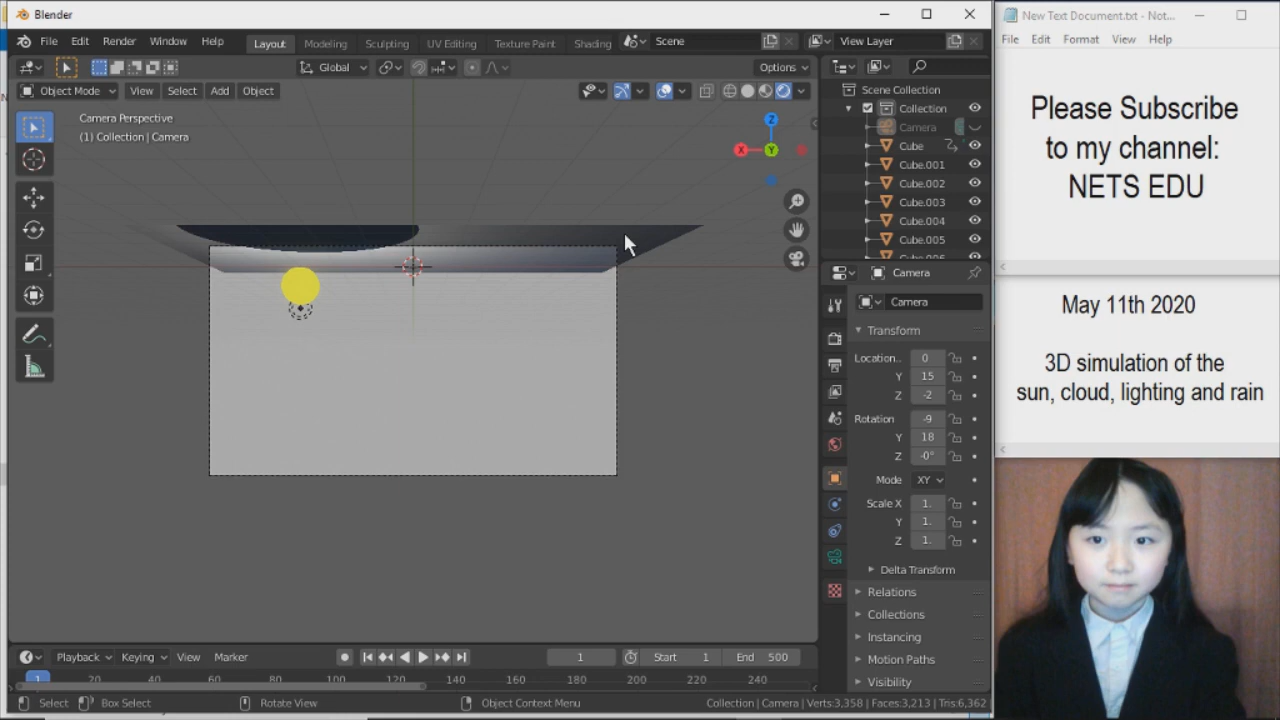 Blender
File Edit Render Window Help
Layout Modeling Sculpting UV Editing Texture Paint Shading
Scene
View Layer
Global
Options
Object Mode View Select Add Object
Camera Perspective
(1) Collection | Camera
Z
X
Y
Scene Collection
Collection
Camera
Cube
Cube.001
Cube.002
Cube.003
Cube.004
Cube.005
Camera
Camera
Transform
Location.. 0
Y 15
Z -2
Rotation -9
Y 18
Z -0°
Mode XY
Scale X 1.
Y 1.
Z 1.
Delta Transform
Relations
Collections
Instancing
Motion Paths
Visibility
Playback Keying View Marker
1
Start 1
End 500
1 20 40 60 80 100 120 140 160 180 200 220 240
Select Box Select Rotate View Object Context Menu
Collection | Camera | Verts:3,358 | Faces:3,213 | Tris:6,362
New Text Document.txt - Not...
File Edit Format View Help
Please Subscribe
to my channel:
NETS EDU
May 11th 2020
3D simulation of the
sun, cloud, lighting and rain